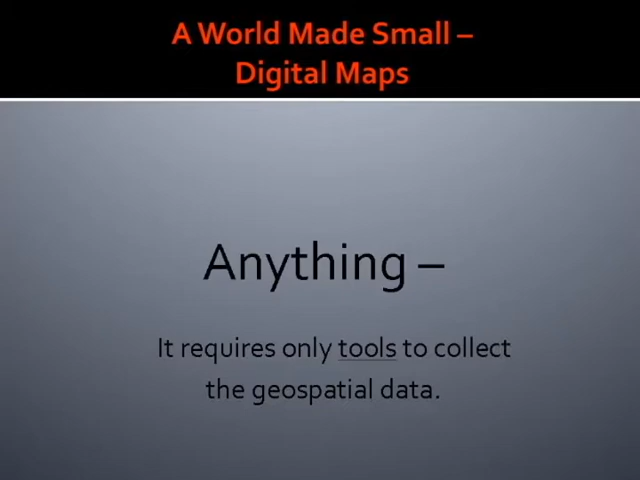 A World Made Small –
Digital Maps
Anything –
It requires only tools to collect
the geospatial data.